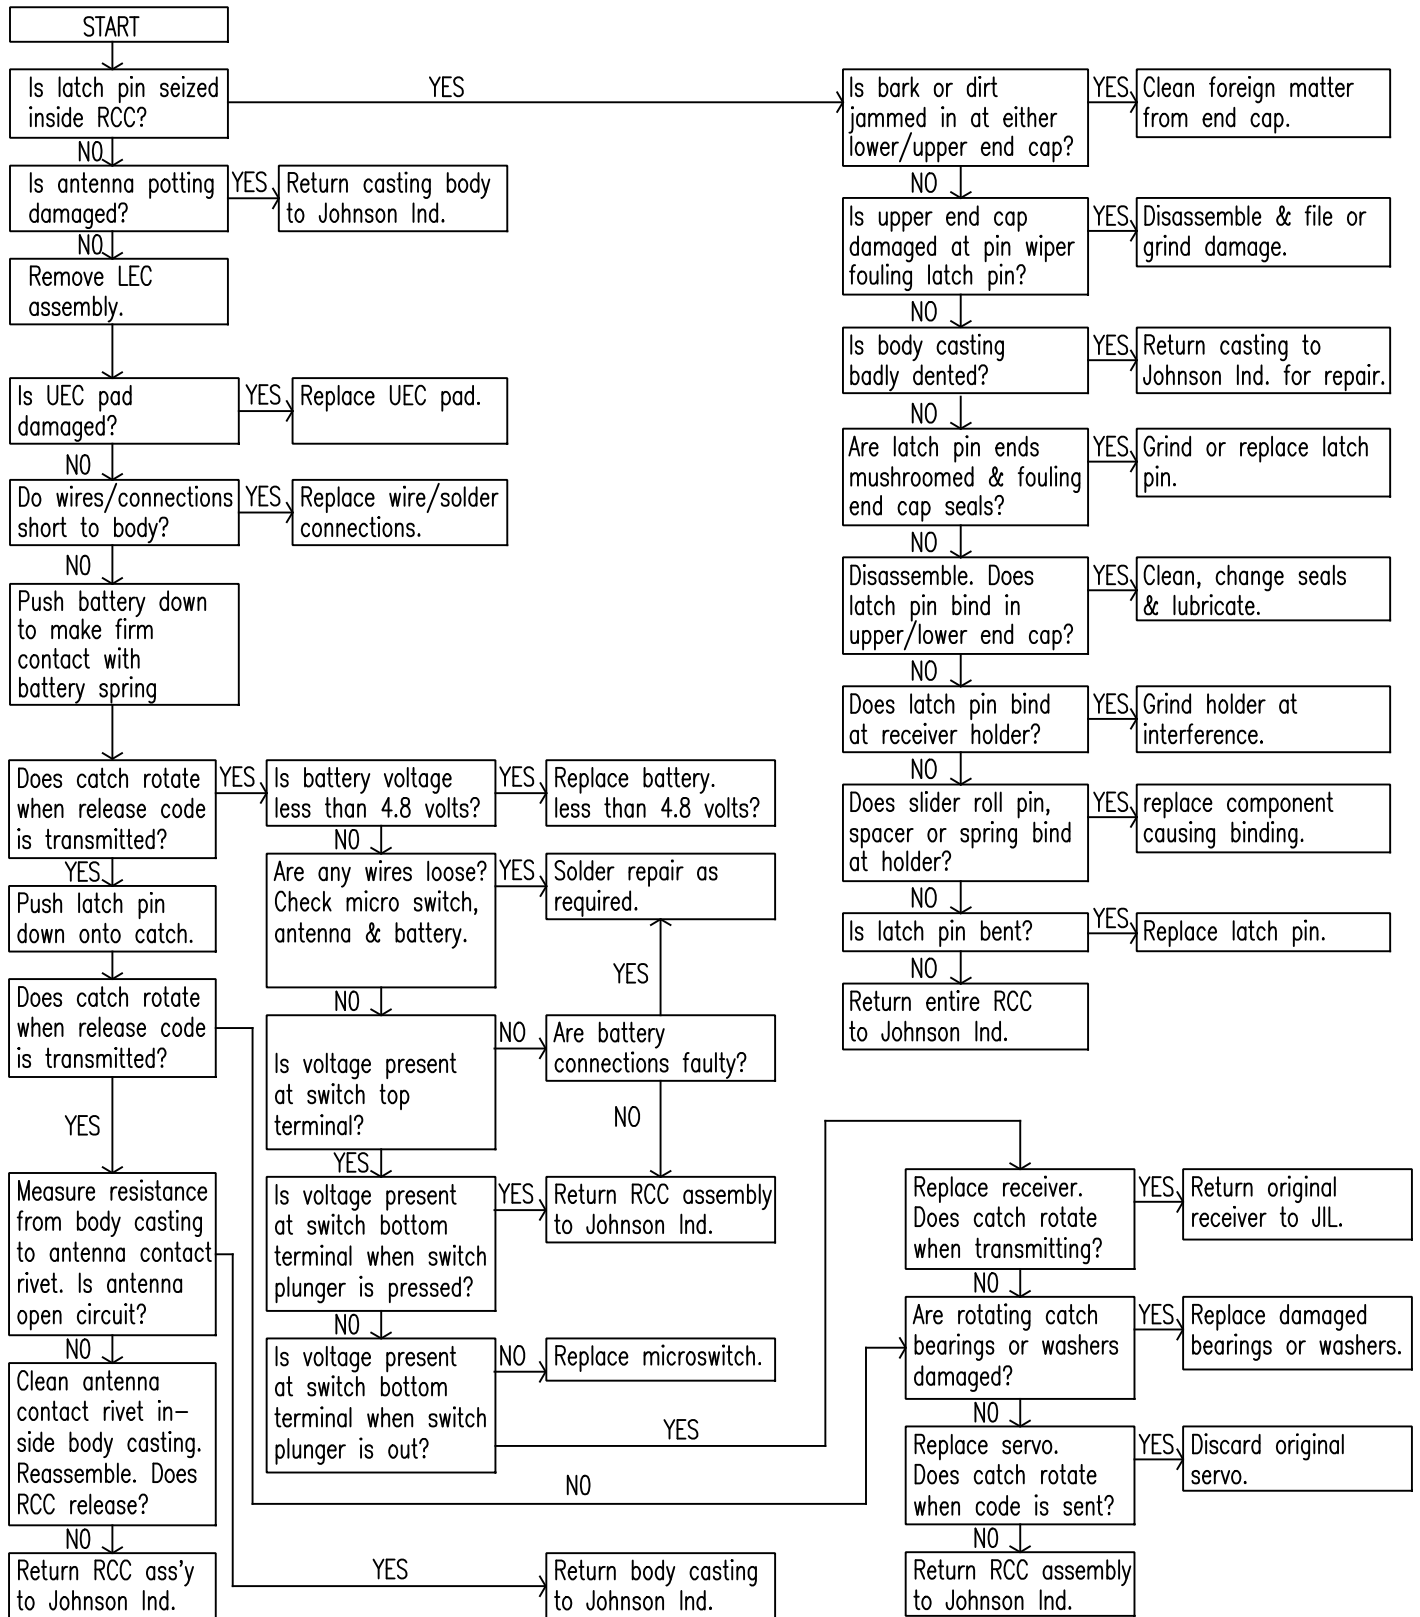 START
Is latch pin seized
inside RCC?
YES
NO
Is antenna potting
damaged?
YES
Return casting body
to Johnson Ind.
NO
Remove LEC
assembly.
Is UEC pad
damaged?
YES
Replace UEC pad.
NO
Do wires/connections
short to body?
YES
Replace wire/solder
connections.
NO
Push battery down
to make firm
contact with
battery spring
Does catch rotate
when release code
is transmitted?
YES
YES
Push latch pin
down onto catch.
Does catch rotate
when release code
is transmitted?
YES
Measure resistance
from body casting
to antenna contact
rivet. Is antenna
open circuit?
NO
Clean antenna
contact rivet in–
side body casting.
Reassemble. Does
RCC release?
NO
Return RCC ass'y
to Johnson Ind.
Is battery voltage
less than 4.8 volts?
YES
Replace battery.
less than 4.8 volts?
NO
Are any wires loose?
Check micro switch,
antenna & battery.
YES
Solder repair as
required.
NO
Is voltage present
at switch top
terminal?
NO
Are battery
connections faulty?
YES
NO
YES
Is voltage present
at switch bottom
terminal when switch
plunger is pressed?
YES
Return RCC assembly
to Johnson Ind.
NO
Is voltage present
at switch bottom
terminal when switch
plunger is out?
NO
Replace microswitch.
YES
NO
YES
Return body casting
to Johnson Ind.
Is bark or dirt
jammed in at either
lower/upper end cap?
YES
Clean foreign matter
from end cap.
NO
Is upper end cap
damaged at pin wiper
fouling latch pin?
YES
Disassemble & file or
grind damage.
NO
Is body casting
badly dented?
YES
Return casting to
Johnson Ind. for repair.
NO
Are latch pin ends
mushroomed & fouling
end cap seals?
YES
Grind or replace latch
pin.
NO
Disassemble. Does
latch pin bind in
upper/lower end cap?
YES
Clean, change seals
& lubricate.
NO
Does latch pin bind
at receiver holder?
YES
Grind holder at
interference.
NO
Does slider roll pin,
spacer or spring bind
at holder?
YES
replace component
causing binding.
NO
Is latch pin bent?
YES
Replace latch pin.
NO
Return entire RCC
to Johnson Ind.
Replace receiver.
Does catch rotate
when transmitting?
YES
Return original
receiver to JIL.
NO
Are rotating catch
bearings or washers
damaged?
YES
Replace damaged
bearings or washers.
NO
Replace servo.
Does catch rotate
when code is sent?
YES
Discard original
servo.
NO
Return RCC assembly
to Johnson Ind.